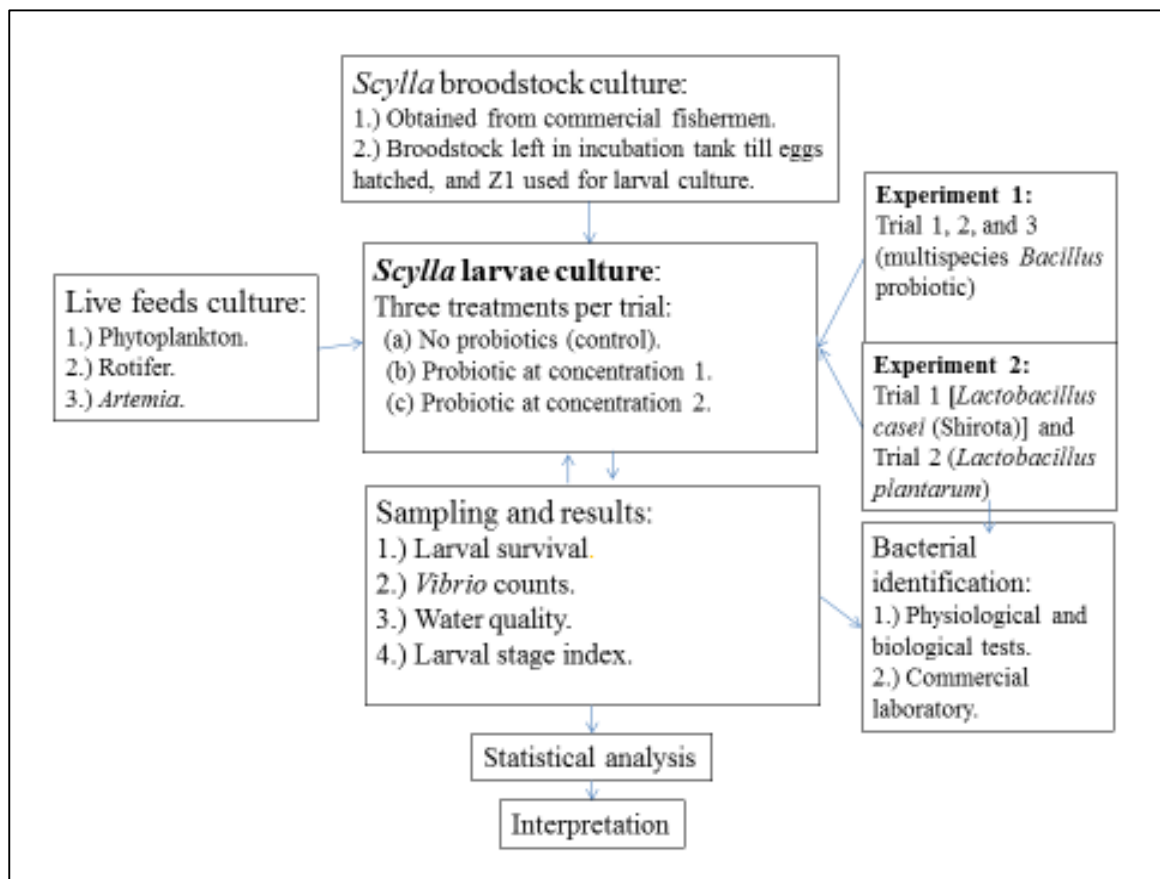 Scylla broodstock culture:
1.) Obtained from commercial fishermen.
2.) Broodstock left in incubation tank till eggs
hatched, and Z1 used for larval culture.
Experiment 1:
Trial 1, 2, and 3
(multispecies Bacillus
probiotic)
Scylla larvae culture:
Three treatments per trial:
(a) No probiotics (control).
(b) Probiotic at concentration 1.
(c) Probiotic at concentration 2.
Live feeds culture:
1.) Phytoplankton.
2.) Rotifer.
3.) Artemia.
Experiment 2:
Trial 1 [Lactobacillus
casei (Shirota)] and
Trial 2 (Lactobacillus
plantarum)
Sampling and results:
1.) Larval survival.
2.) Vibrio counts.
3.) Water quality.
4.) Larval stage index.
Bacterial
identification:
1.) Physiological and
biological tests.
2.) Commercial
laboratory.
Statistical analysis
Interpretation